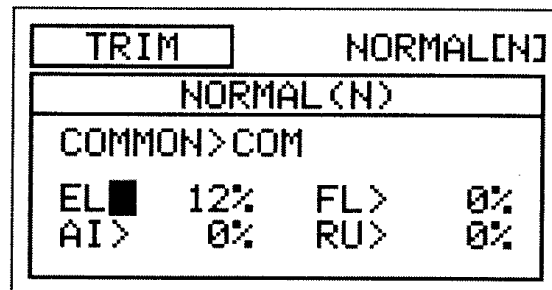 TRIM NORMAL[N]
NORMAL(N)
COMMON>COM
EL 12% FL> 0%
AI> 0% RU> 0%